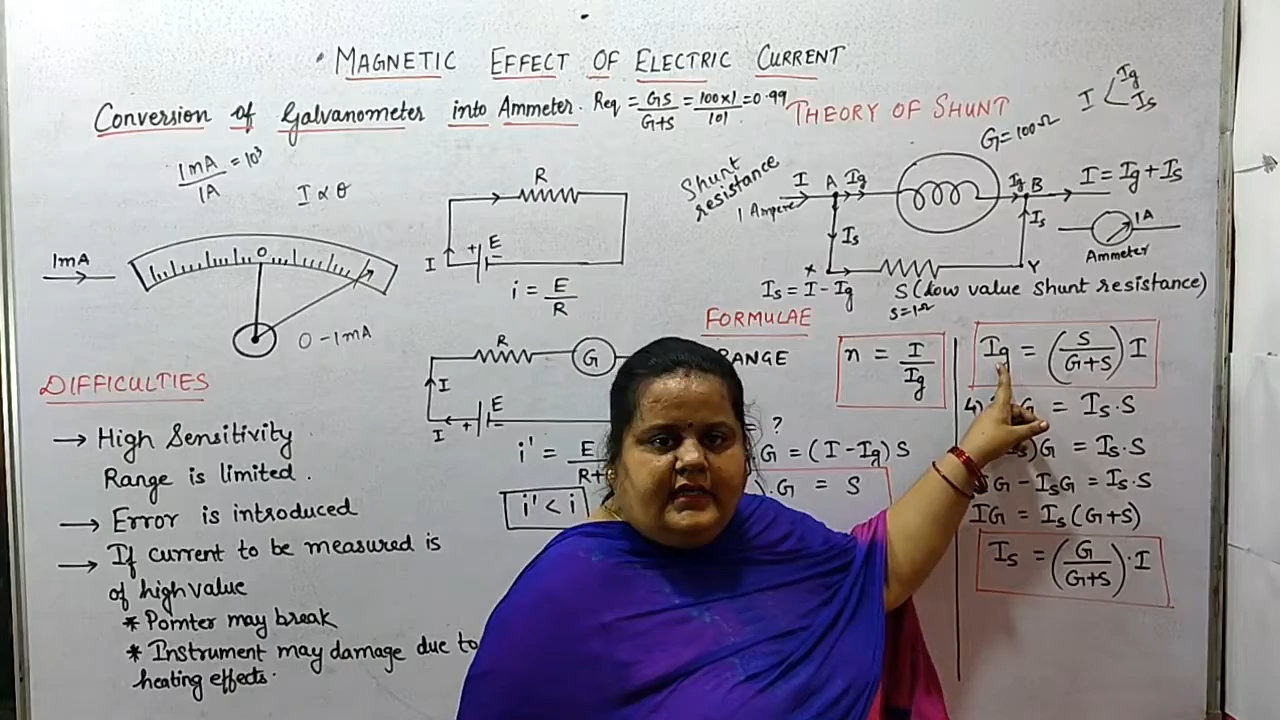 MAGNETIC EFFECT OF ELECTRIC CURRENT
Conversion of Galvanometer into Ammeter. Req = GS/G+S = 100×1/101 = 0.99
THEORY OF SHUNT
I < Ig Is
1mA/1A = 10³
I ∝ θ
1mA
0
0-1mA
R
+ E -
I
i = E/R
Shunt resistance
G=100Ω
I A Ig
1 Ampere
Ig B
I = Ig + Is
Is
Is
1A
Ammeter
X
Y
Is = I - Ig
S (Low value shunt resistance)
S=1Ω
R
G
I
I + E
i' = E
i' < i
DIFFICULTIES
→ High Sensitivity
Range is limited.
→ Error is introduced
→ If current to be measured is
of high value
* Pointer may break
* Instrument may damage due to
heating effects.
FORMULAE
RANGE
n = I/Ig
= ?
.G = (I-Ig) S
.G = S
Ig = (S/G+S) I
4) G = Is.S
)G = Is.S
G - IsG = Is.S
IG = Is(G+S)
Is = (G/G+S).I